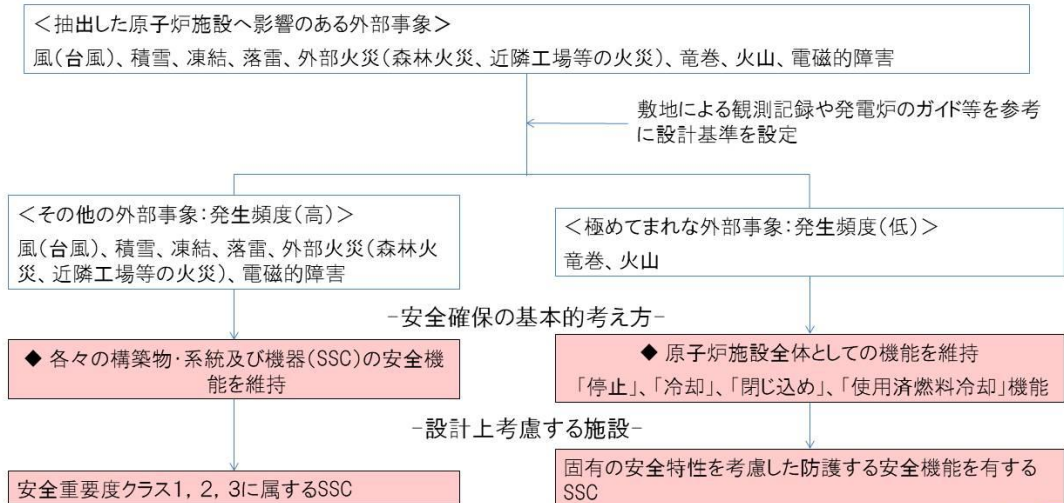 ＜抽出した原子炉施設へ影響のある外部事象＞
風(台風)、積雪、凍結、落雷、外部火災(森林火災、近隣工場等の火災)、竜巻、火山、電磁的障害
敷地による観測記録や発電炉のガイド等を参考
に設計基準を設定
＜その他の外部事象:発生頻度(高)＞
風(台風)、積雪、凍結、落雷、外部火災(森林火
災、近隣工場等の火災)、電磁的障害
＜極めてまれな外部事象:発生頻度(低)＞
竜巻、火山
-安全確保の基本的考え方-
◆ 各々の構築物・系統及び機器(SSC)の安全機
能を維持
◆ 原子炉施設全体としての機能を維持
「停止」、「冷却」、「閉じ込め」、「使用済燃料冷却」機能
-設計上考慮する施設-
安全重要度クラス1, 2, 3に属するSSC
固有の安全特性を考慮した防護する安全機能を有する
SSC